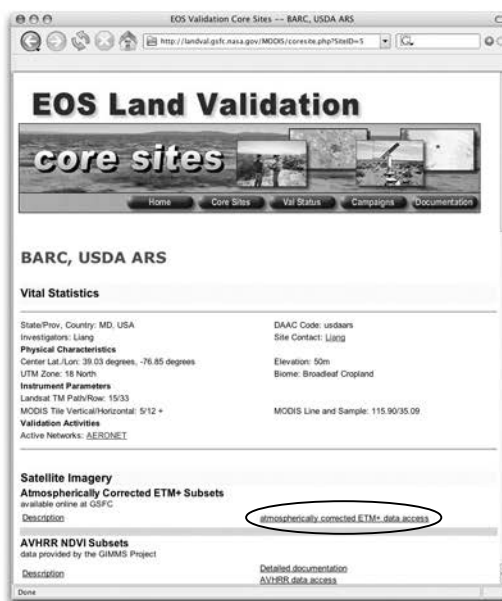 EOS Validation Core Sites -- BARC, USDA ARS
http://landval.gsfc.nasa.gov/MODIS/coresite.php?SiteID=5
EOS Land Validation
core sites
Home Core Sites Val Status Campaigns Documentation
BARC, USDA ARS
Vital Statistics
State/Prov, Country: MD, USA DAAC Code: usdaars
Investigators: Liang Site Contact: Liang
Physical Characteristics
Center Lat./Lon: 39.03 degrees, -76.85 degrees Elevation: 50m
UTM Zone: 18 North Biome: Broadleaf Cropland
Instrument Parameters
Landsat TM Path/Row: 15/33
MODIS Tile Vertical/Horizontal: 5/12 + MODIS Line and Sample: 115.90/35.09
Validation Activities
Active Networks: AERONET
Satellite Imagery
Atmospherically Corrected ETM+ Subsets
available online at GSFC
Description atmospherically corrected ETM+ data access
AVHRR NDVI Subsets
data provided by the GIMMS Project
Description Detailed documentation
AVHRR data access
Done